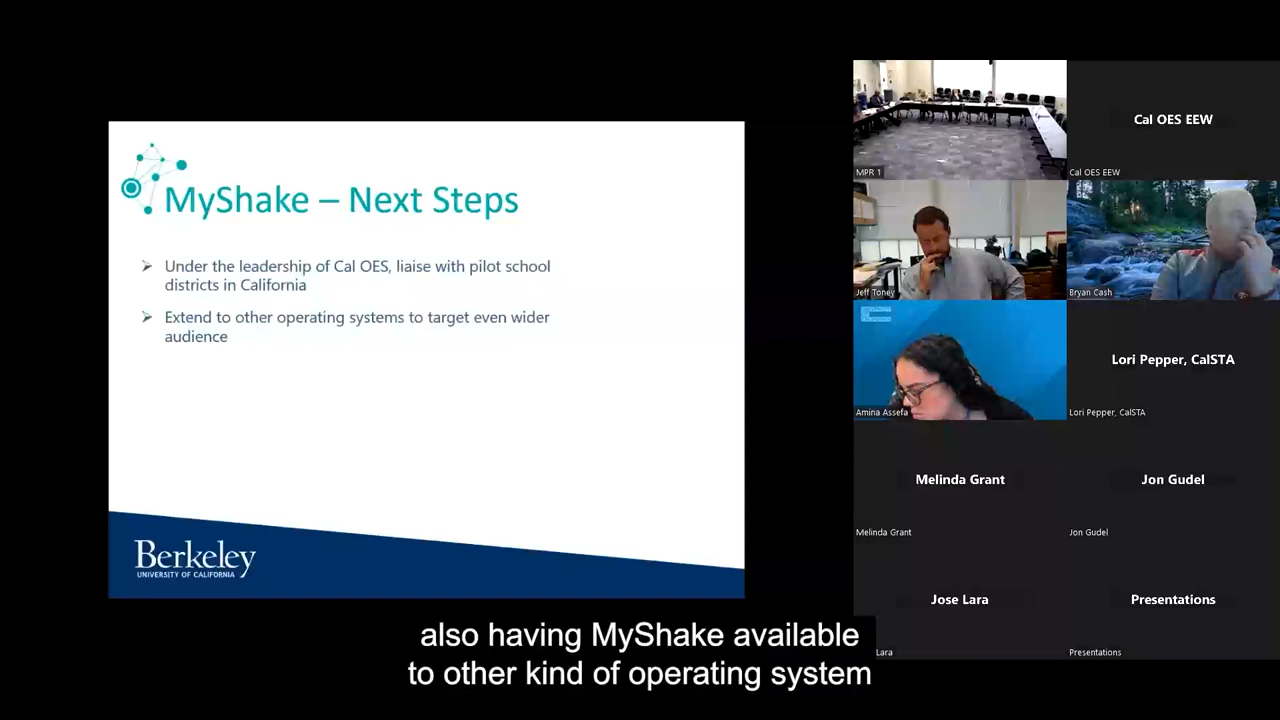 MyShake – Next Steps
Under the leadership of Cal OES, liaise with pilot school
districts in California
Extend to other operating systems to target even wider
audience
Berkeley
UNIVERSITY OF CALIFORNIA
MPR 1
Cal OES EEW
Cal OES EEW
Jeff Toney
Bryan Cash
Amina Assefa
Lori Pepper, CalSTA
Lori Pepper, CalSTA
Melinda Grant
Melinda Grant
Jon Gudel
Jon Gudel
Jose Lara
Lara
Presentations
Presentations
also having MyShake available
to other kind of operating system